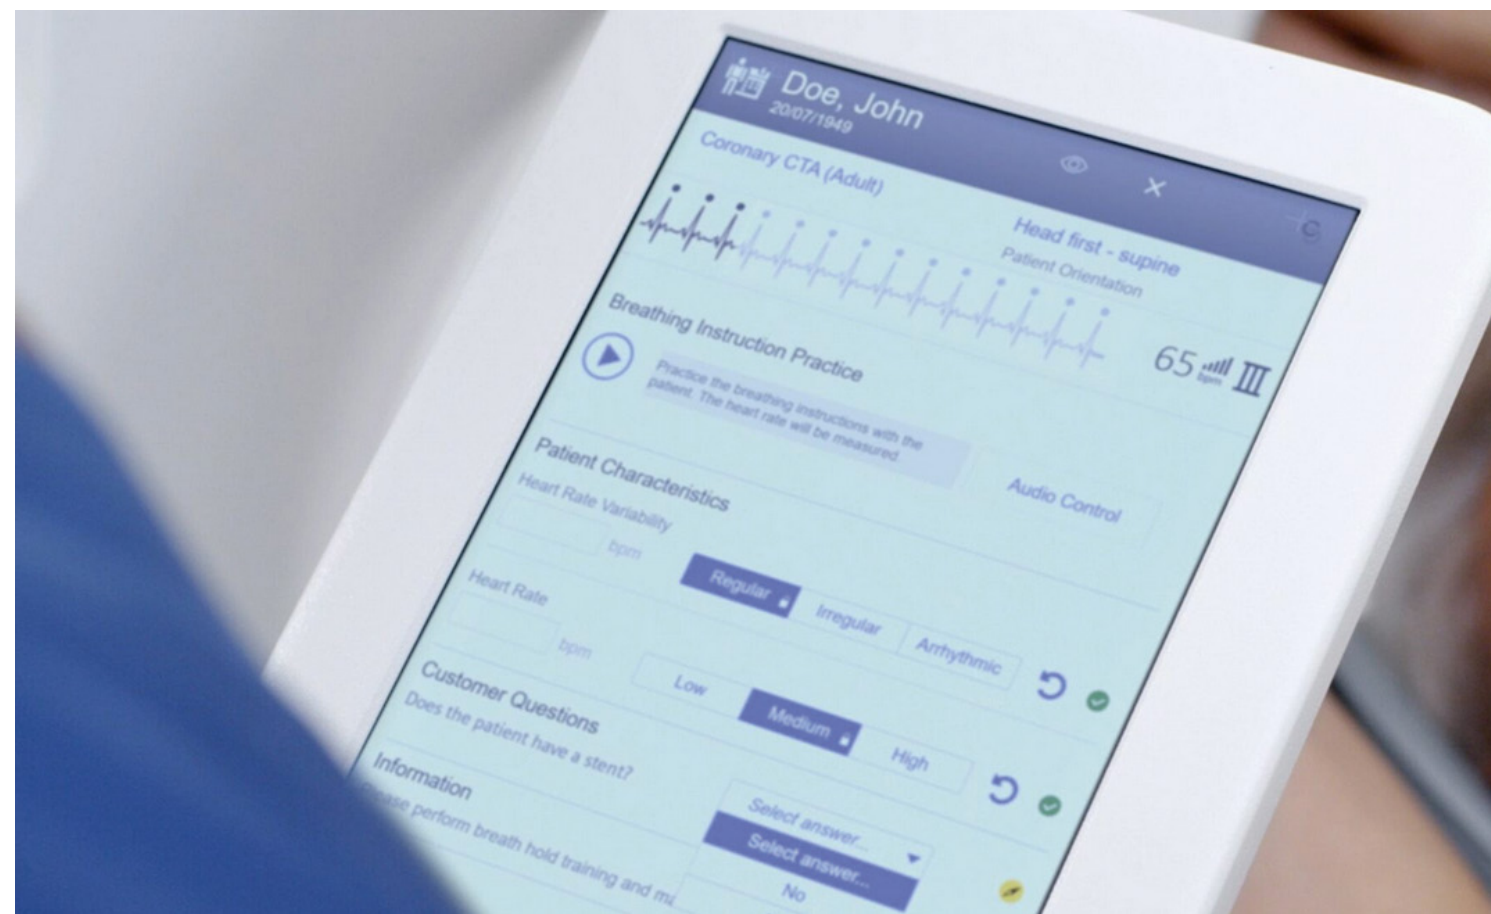 Doe, John
20/07/1949
Coronary CTA (Adult)
Head first - supine
Patient Orientation
65 bpm III
Breathing Instruction Practice
Practice the breathing instructions with the
patient. The heart rate will be measured.
Audio Control
Patient Characteristics
Heart Rate Variability
bpm
Regular
Irregular
Arrhythmic
Heart Rate
bpm
Low
Medium
High
Customer Questions
Does the patient have a stent?
Select answer...
Select answer...
No
Information
perform breath hold training and